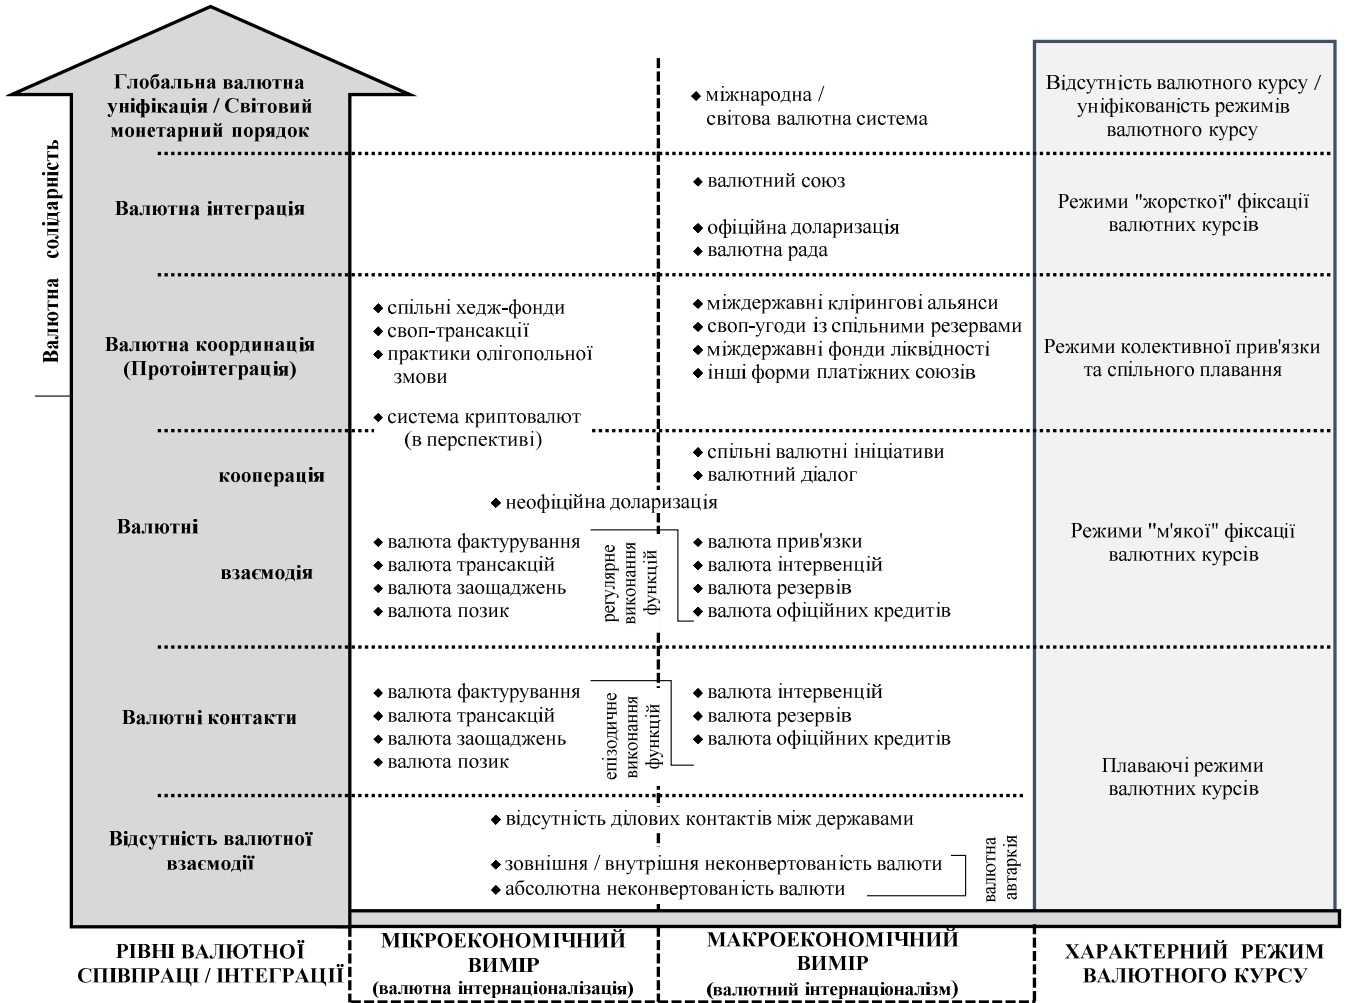 Глобальна валютна
уніфікація / Світовий
монетарний порядок
міжнародна /
світова валютна система
Відсутність валютного курсу /
уніфікованість режимів
валютного курсу
Валютна солідарність
Валютна інтеграція
валютний союз
офіційна доларизація
валютна рада
Режими "жорсткої" фіксації
валютних курсів
Валютна координація
(Протоінтеграція)
спільні хедж-фонди
своп-трансакції
практики олігопольної
змови
система криптовалют
(в перспективі)
міждержавні клірингові альянси
своп-угоди із спільними резервами
міждержавні фонди ліквідності
інші форми платіжних союзів
Режими колективної прив'язки
та спільного плавання
кооперація
Валютні
взаємодія
спільні валютні ініціативи
валютний діалог
неофіційна доларизація
валюта фактурування
валюта трансакцій
валюта заощаджень
валюта позик
регулярне
виконання
функцій
валюта прив'язки
валюта інтервенцій
валюта резервів
валюта офіційних кредитів
Режими "м'якої" фіксації
валютних курсів
Валютні контакти
валюта фактурування
валюта трансакцій
валюта заощаджень
валюта позик
епізодичне
виконання
функцій
валюта інтервенцій
валюта резервів
валюта офіційних кредитів
Плаваючі режими
валютних курсів
Відсутність валютної
взаємодії
відсутність ділових контактів між державами
зовнішня / внутрішня неконвертованість валюти
абсолютна неконвертованість валюти
валютна
автаркія
РІВНІ ВАЛЮТНОЇ
СПІВПРАЦІ / ІНТЕГРАЦІЇ
МІКРОЕКОНОМІЧНИЙ
ВИМІР
(валютна інтернаціоналізація)
МАКРОЕКОНОМІЧНИЙ
ВИМІР
(валютний інтернаціоналізм)
ХАРАКТЕРНИЙ РЕЖИМ
ВАЛЮТНОГО КУРСУ